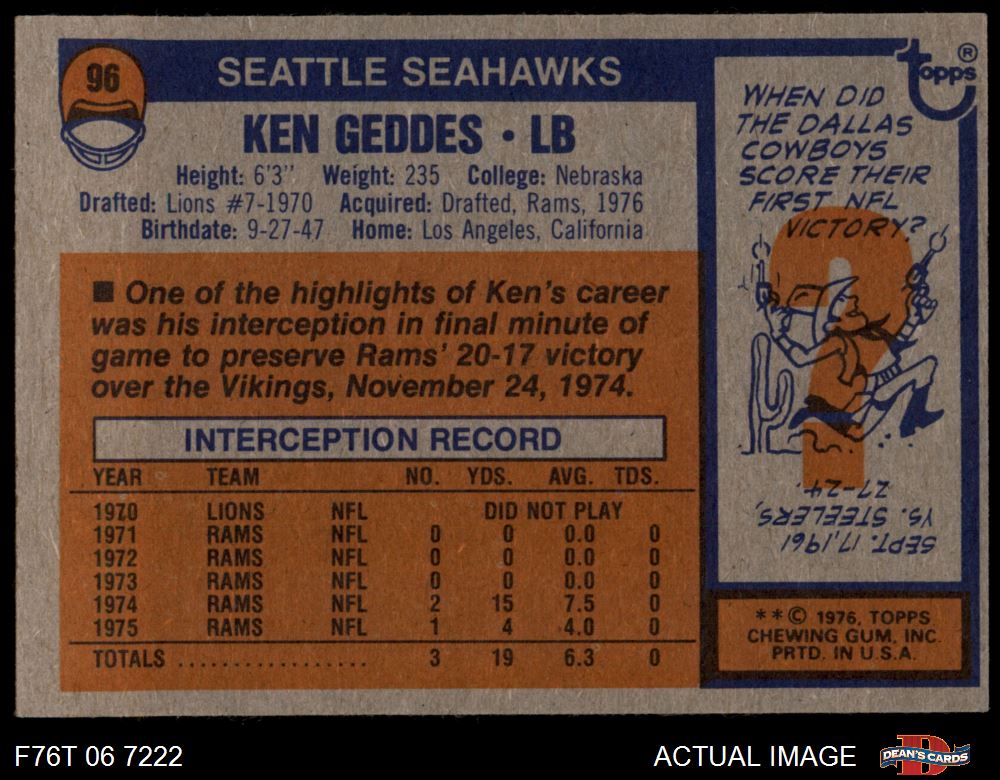 96
SEATTLE SEAHAWKS
KEN GEDDES • LB
Height: 6'3" Weight: 235 College: Nebraska
Drafted: Lions #7-1970 Acquired: Drafted, Rams, 1976
Birthdate: 9-27-47 Home: Los Angeles, California
■ One of the highlights of Ken's career
was his interception in final minute of
game to preserve Rams' 20-17 victory
over the Vikings, November 24, 1974.
INTERCEPTION RECORD
YEAR TEAM NO. YDS. AVG. TDS.
1970 LIONS NFL DID NOT PLAY
1971 RAMS NFL 0 0 0.0 0
1972 RAMS NFL 0 0 0.0 0
1973 RAMS NFL 0 0 0.0 0
1974 RAMS NFL 2 15 7.5 0
1975 RAMS NFL 1 4 4.0 0
TOTALS .................. 3 19 6.3 0
topps ®
WHEN DID
THE DALLAS
COWBOYS
SCORE THEIR
FIRST NFL
VICTORY?
?
SEPT. 17, 1961
VS. STEELERS,
27-24.
**© 1976, TOPPS
CHEWING GUM, INC.
PRTD. IN U.S.A.
F76T 06 7222
ACTUAL IMAGE
DEAN'S CARDS